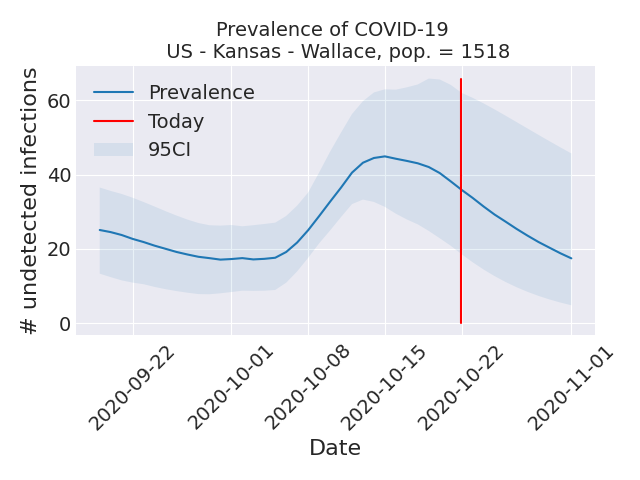 Prevalence of COVID-19
US - Kansas - Wallace, pop. = 1518
# undetected infections
60
40
20
0
Prevalence
Today
95CI
2020-09-22
2020-10-01
2020-10-08
2020-10-15
2020-10-22
2020-11-01
Date